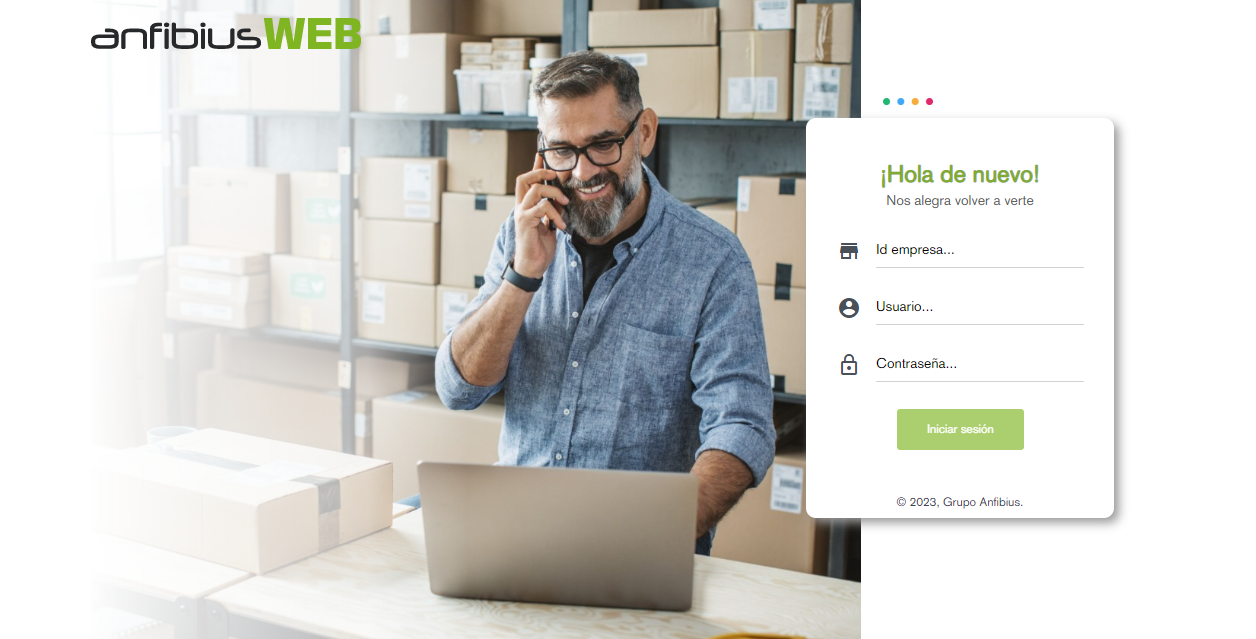 anfibiusWEB
¡Hola de nuevo!
Nos alegra volver a verte
Id empresa...
Usuario...
Contraseña...
Iniciar sesión
© 2023, Grupo Anfibius.